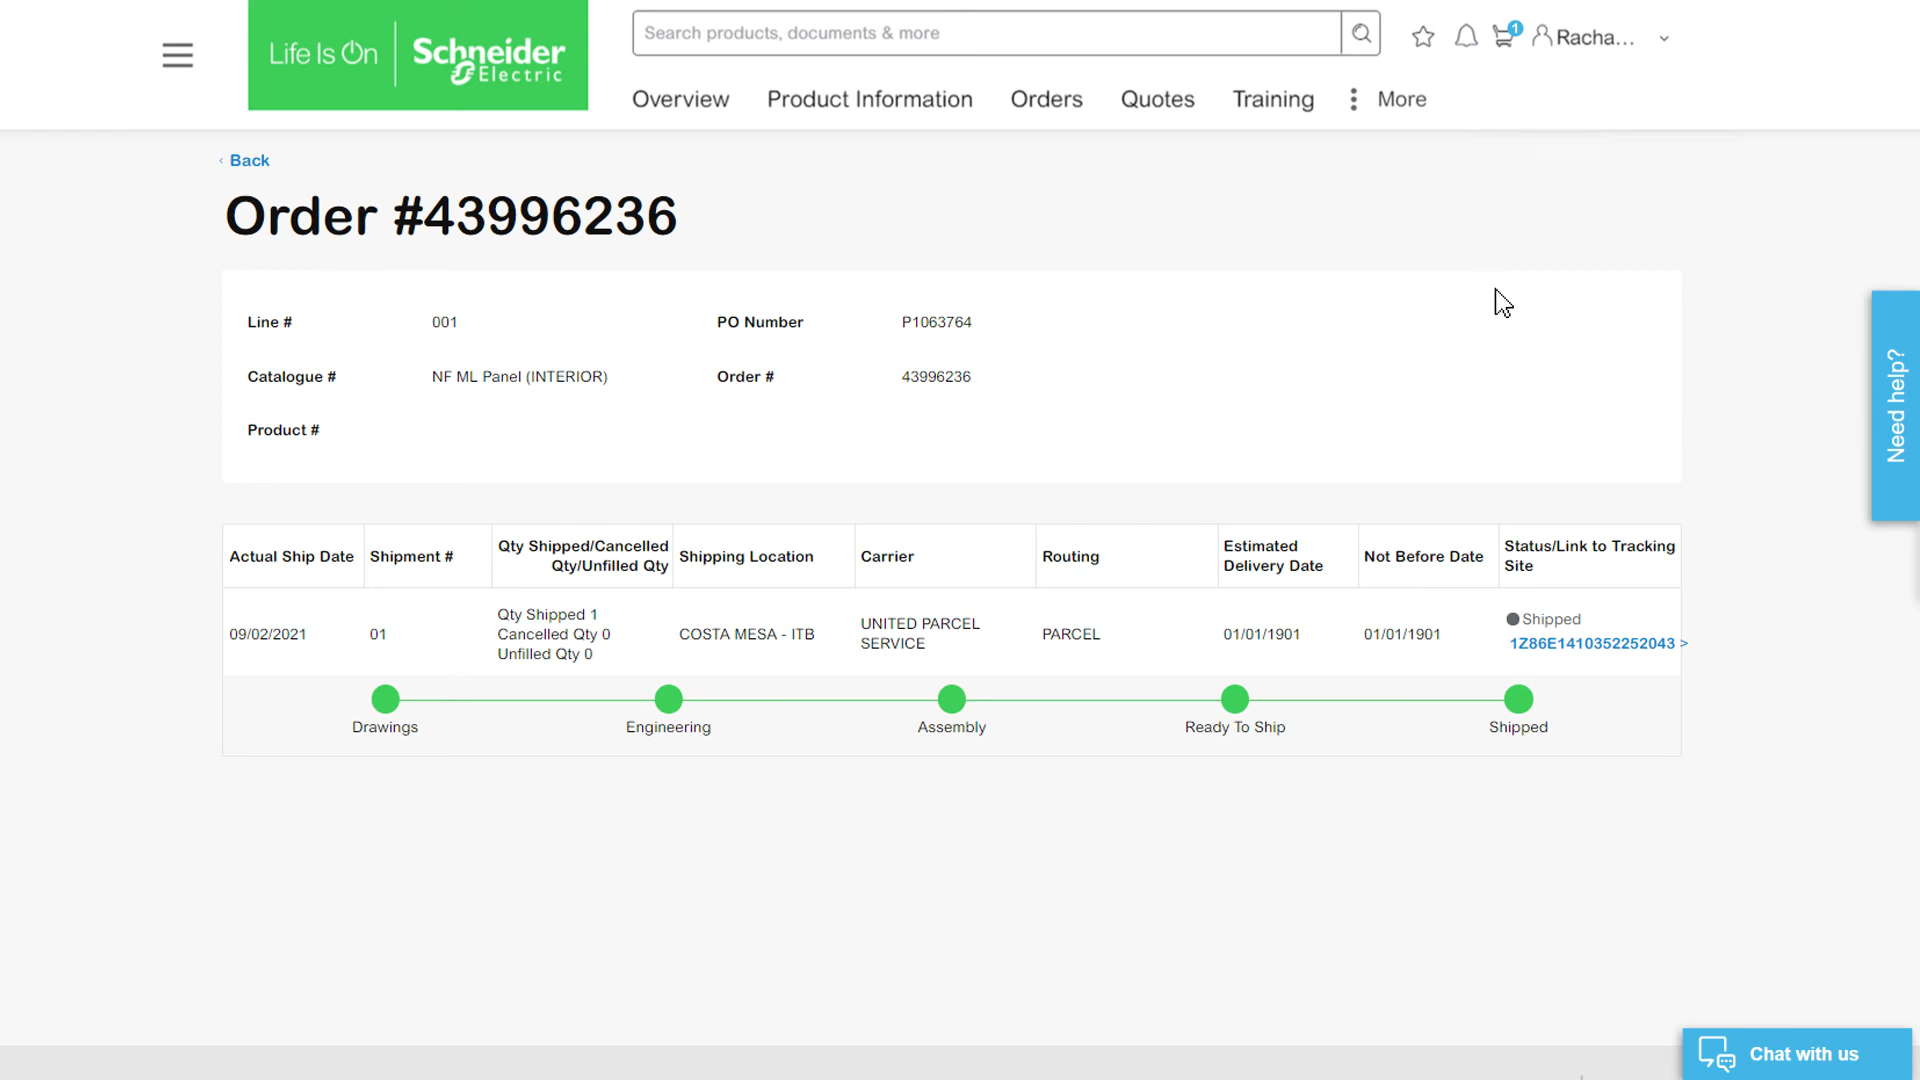 Life Is On
Schneider
Electric
Search products, documents & more
1
Racha...
Overview
Product Information
Orders
Quotes
Training
More
‹ Back
Order #43996236
Line #
001
PO Number
P1063764
Catalogue #
NF ML Panel (INTERIOR)
Order #
43996236
Product #
Need help?
Actual Ship Date
Shipment #
Qty Shipped/Cancelled
Qty/Unfilled Qty
Shipping Location
Carrier
Routing
Estimated
Delivery Date
Not Before Date
Status/Link to Tracking
Site
09/02/2021
01
Qty Shipped 1
Cancelled Qty 0
Unfilled Qty 0
COSTA MESA - ITB
UNITED PARCEL
SERVICE
PARCEL
01/01/1901
01/01/1901
Shipped
1Z86E1410352252043 >
Drawings
Engineering
Assembly
Ready To Ship
Shipped
Chat with us